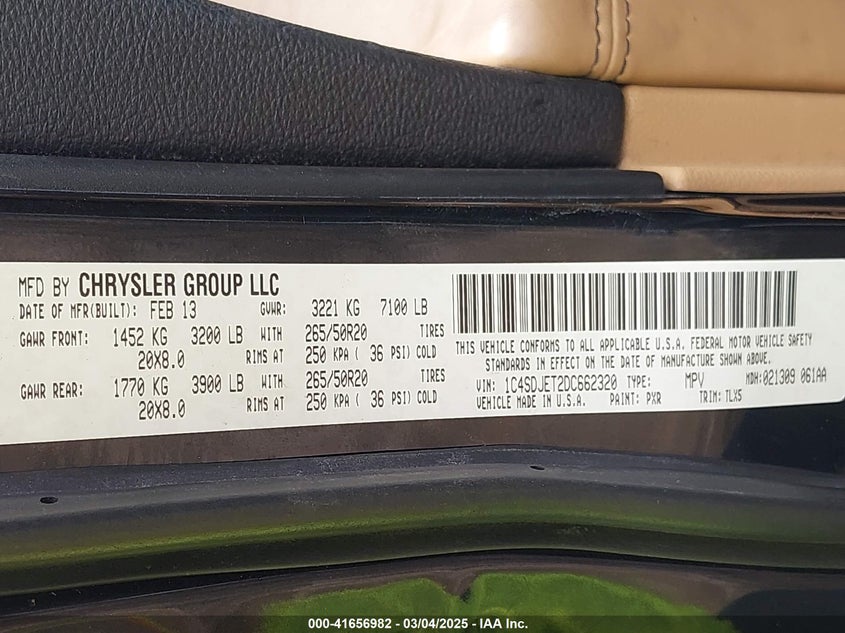 MFD BY CHRYSLER GROUP LLC
DATE OF MFR(BUILT): FEB 13 GVWR: 3221 KG 7100 LB
GAWR FRONT: 1452 KG 3200 LB WITH 265/50R20 TIRES
20X8.0 RIMS AT 250 KPA ( 36 PSI) COLD
GAWR REAR: 1770 KG 3900 LB WITH 265/50R20 TIRES
20X8.0 RIMS AT 250 KPA ( 36 PSI) COLD
THIS VEHICLE CONFORMS TO ALL APPLICABLE U.S.A. FEDERAL MOTOR VEHICLE SAFETY
STANDARDS IN EFFECT ON THE DATE OF MANUFACTURE SHOWN ABOVE.
VIN: 1C4SDJET2DC662320 TYPE: MPV MDH: 021309 061AA
VEHICLE MADE IN U.S.A. PAINT: PXR TRIM: TLX5
000-41656982 - 03/04/2025 - IAA Inc.